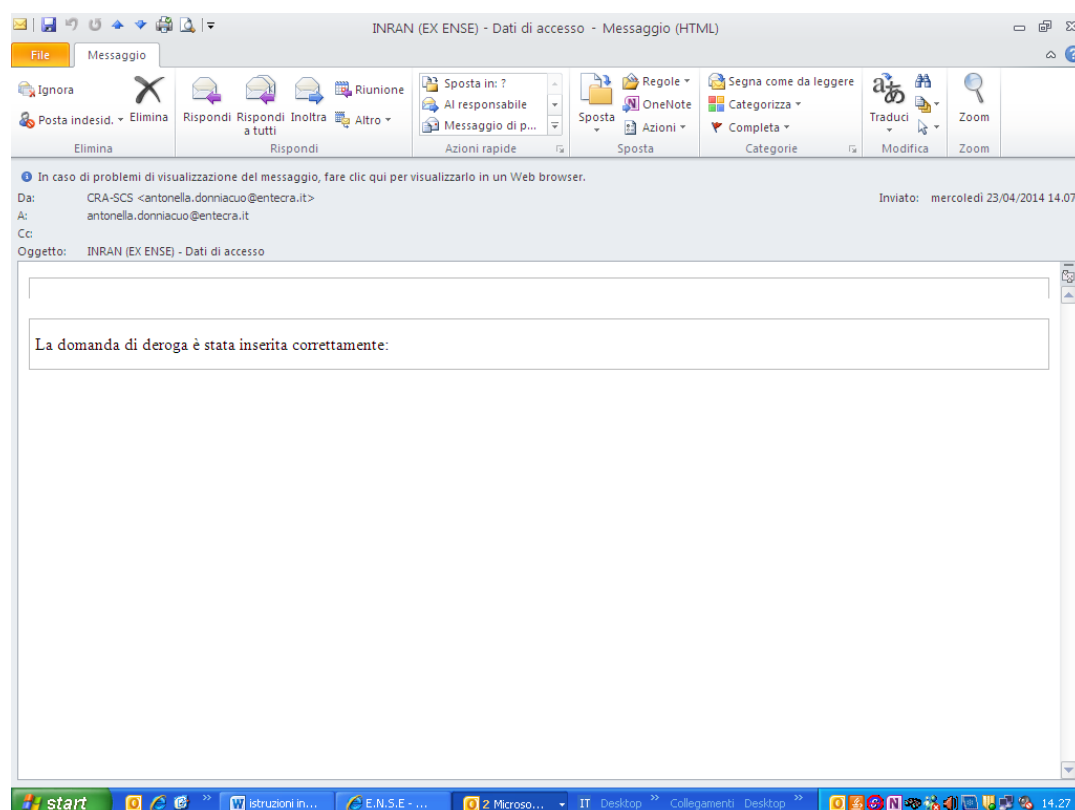 INRAN (EX ENSE) - Dati di accesso - Messaggio (HTML)
File Messaggio
Ignora
Posta indesid.
Elimina
Rispondi
Rispondi a tutti
Inoltra
Riunione
Altro
Sposta in: ?
Al responsabile
Messaggio di p...
Sposta
Regole
OneNote
Azioni
Segna come da leggere
Categorizza
Completa
Traduci
Zoom
Elimina Rispondi Azioni rapide Sposta Categorie Modifica Zoom
In caso di problemi di visualizzazione del messaggio, fare clic qui per visualizzarlo in un Web browser.
Da: CRA-SCS <antonella.donniacuo@entecra.it> Inviato: mercoledì 23/04/2014 14.07
A: antonella.donniacuo@entecra.it
Cc:
Oggetto: INRAN (EX ENSE) - Dati di accesso
La domanda di deroga è stata inserita correttamente:
start istruzioni in... E.N.S.E - ... 2 Microso... IT Desktop Collegamenti Desktop 14.27